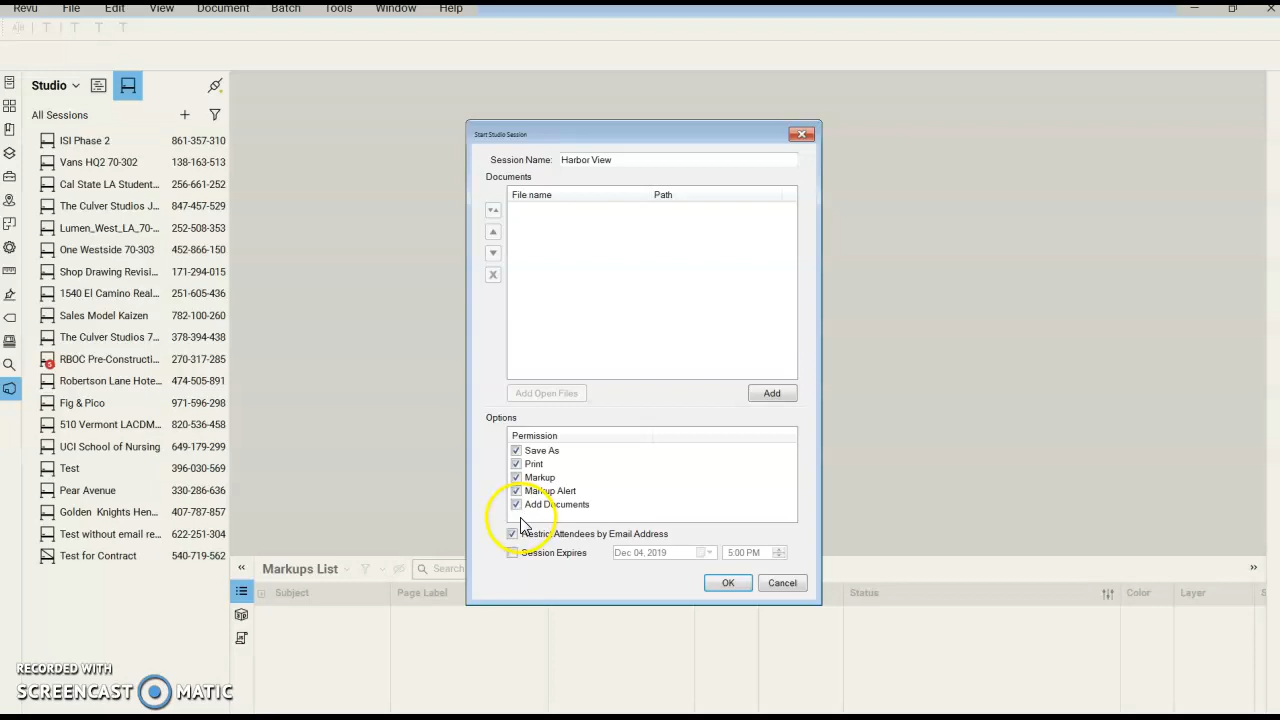 Revu File Edit View Document Batch Tools Window Help
Studio
All Sessions
ISI Phase 2 861-357-310
Vans HQ2 70-302 138-163-513
Cal State LA Student... 256-661-252
The Culver Studios J... 847-457-529
Lumen_West_LA_70-... 252-508-353
One Westside 70-303 452-866-150
Shop Drawing Revisi... 171-294-015
1540 El Camino Real... 251-605-436
Sales Model Kaizen 782-100-260
The Culver Studios 7... 378-394-438
RBOC Pre-Constructi... 270-317-285
Robertson Lane Hote... 474-505-891
Fig & Pico 971-596-298
510 Vermont LACDM... 820-536-458
UCI School of Nursing 649-179-299
Test 396-030-569
Pear Avenue 330-286-636
Golden Knights Hen... 407-787-857
Test without email re... 622-251-304
Test for Contract 540-719-562
Start Studio Session
Session Name: Harbor View
Documents
File name Path
Add Open Files Add
Options
Permission
Save As
Print
Markup
Markup Alert
Add Documents
Restrict Attendees by Email Address
Session Expires Dec 04, 2019 5:00 PM
OK Cancel
Markups List Search
Subject Page Label Status Color Layer
RECORDED WITH
SCREENCAST MATIC